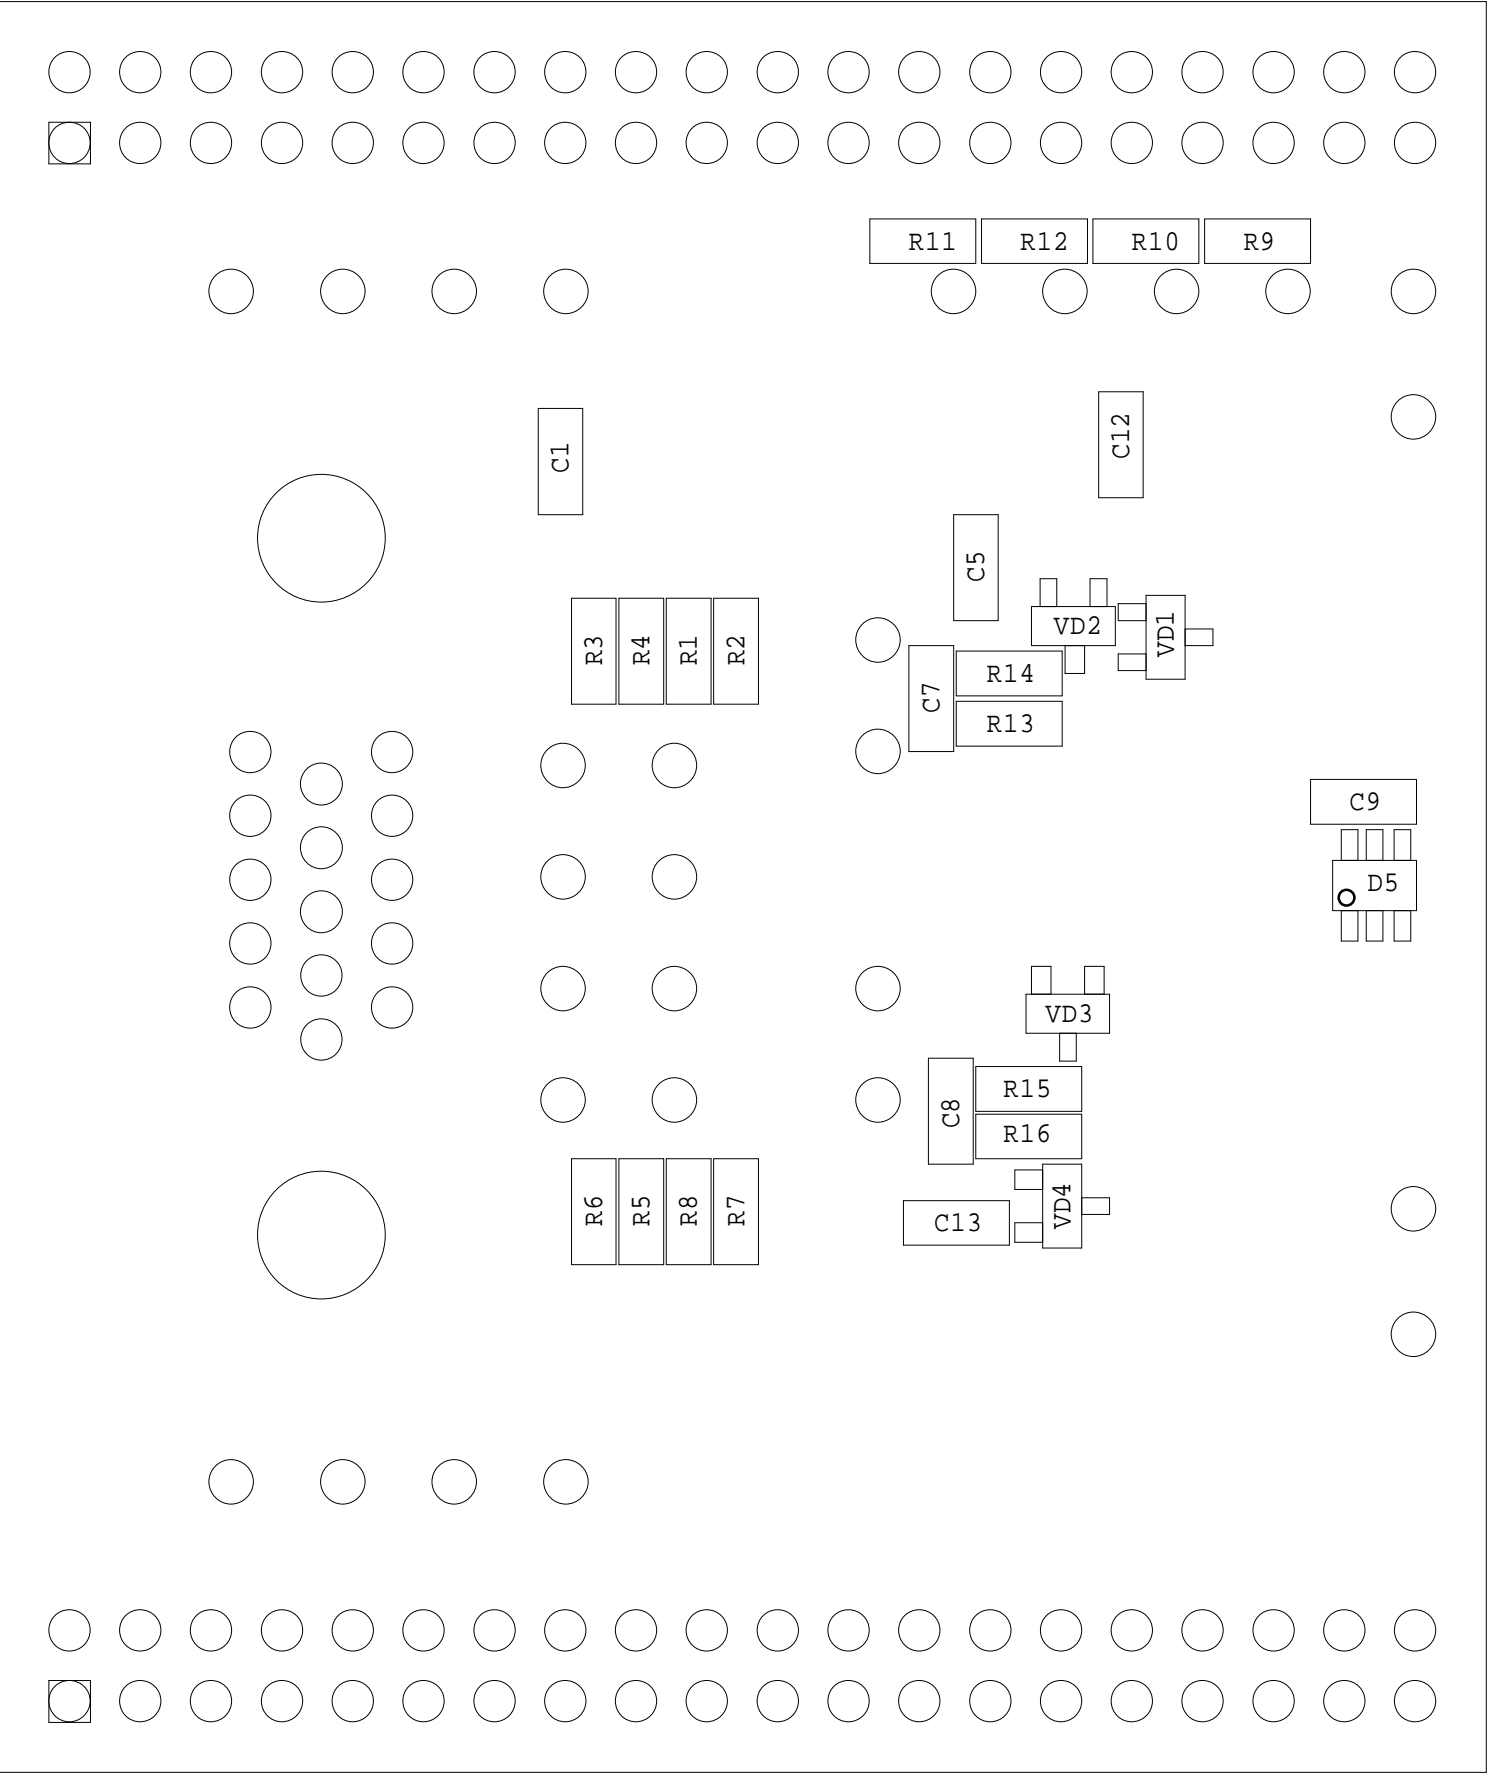 R11 R12 R10 R9
C12
C1
C5
VD2 VD1
R3 R4 R1 R2
R14
C7
R13
C9
D5
VD3
R15
C8
R16
R6 R5 R8 R7
VD4
C13